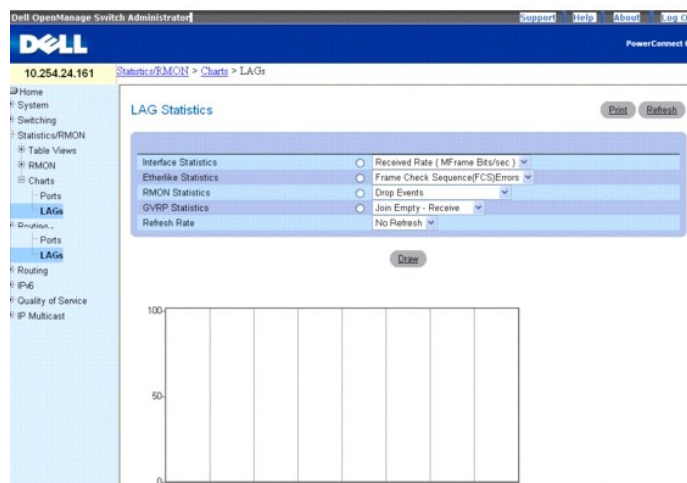 Dell OpenManage Switch Administrator
Support Help About Log O
DELL
PowerConnect
10.254.24.161
Statistics/RMON > Charts > LAGs
Home
System
Switching
Statistics/RMON
Table Views
RMON
Charts
Ports
LAGs
Ports
LAGs
Routing
IPv6
Quality of Service
IP Multicast
LAG Statistics
Print Refresh
Interface Statistics Received Rate ( MFrame Bits/sec )
Etherlike Statistics Frame Check Sequence(FCS)Errors
RMON Statistics Drop Events
GVRP Statistics Join Empty - Receive
Refresh Rate No Refresh
Draw
100
50
0